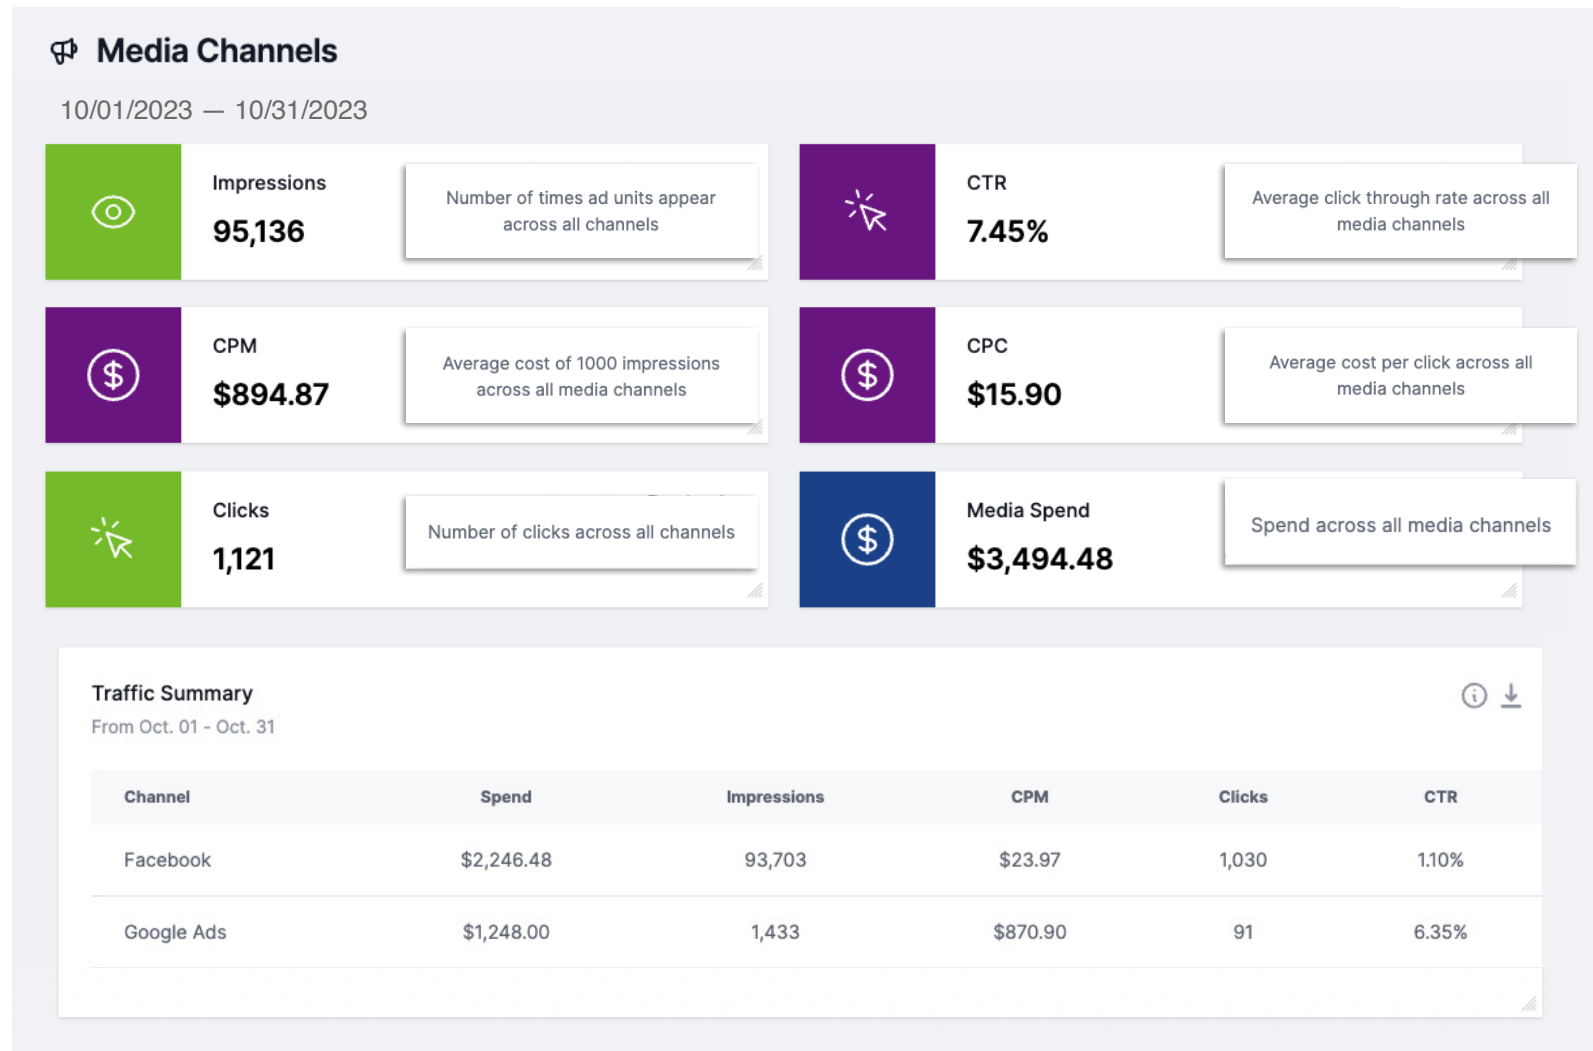 Media Channels
10/01/2023 — 10/31/2023
Impressions
95,136
Number of times ad units appear
across all channels
CTR
7.45%
Average click through rate across all
media channels
CPM
$894.87
Average cost of 1000 impressions
across all media channels
CPC
$15.90
Average cost per click across all
media channels
Clicks
1,121
Number of clicks across all channels
Media Spend
$3,494.48
Spend across all media channels
Traffic Summary
From Oct. 01 - Oct. 31
Channel Spend Impressions CPM Clicks CTR
Facebook $2,246.48 93,703 $23.97 1,030 1.10%
Google Ads $1,248.00 1,433 $870.90 91 6.35%